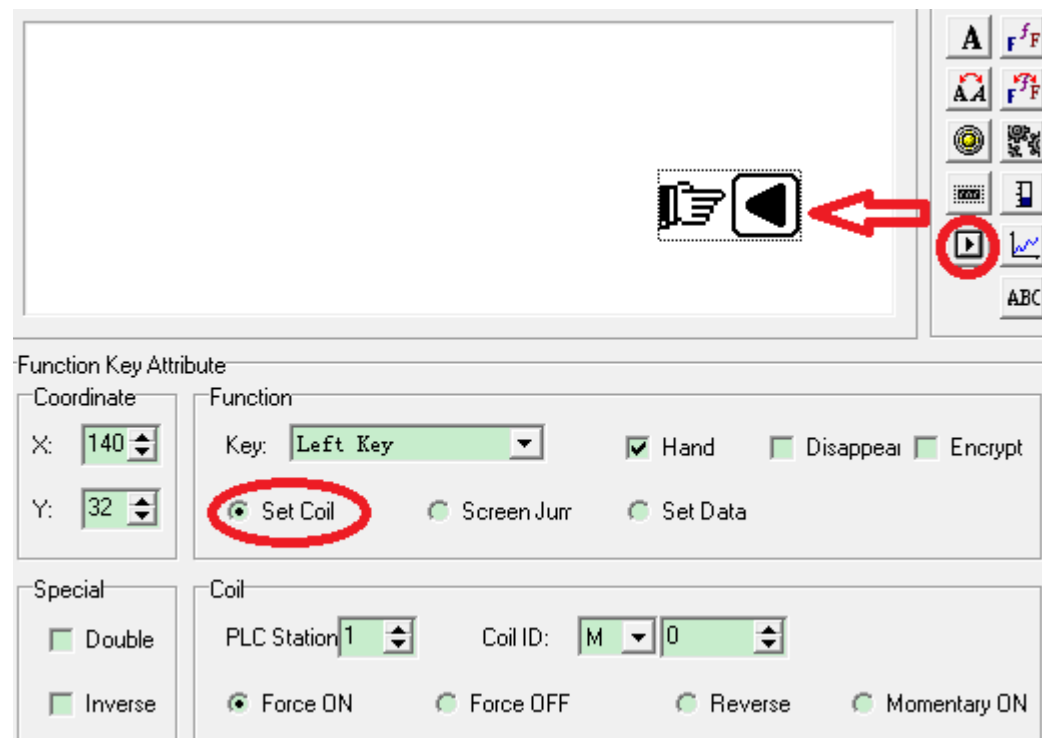 A F f F
AA F f F
ABC
Function Key Attribute
Coordinate
Function
X: 140
Key: Left Key
Hand
Disappear
Encrypt
Y: 32
Set Coil
Screen Jum
Set Data
Special
Coil
Double
PLC Station 1
Coil ID: M 0
Inverse
Force ON
Force OFF
Reverse
Momentary ON